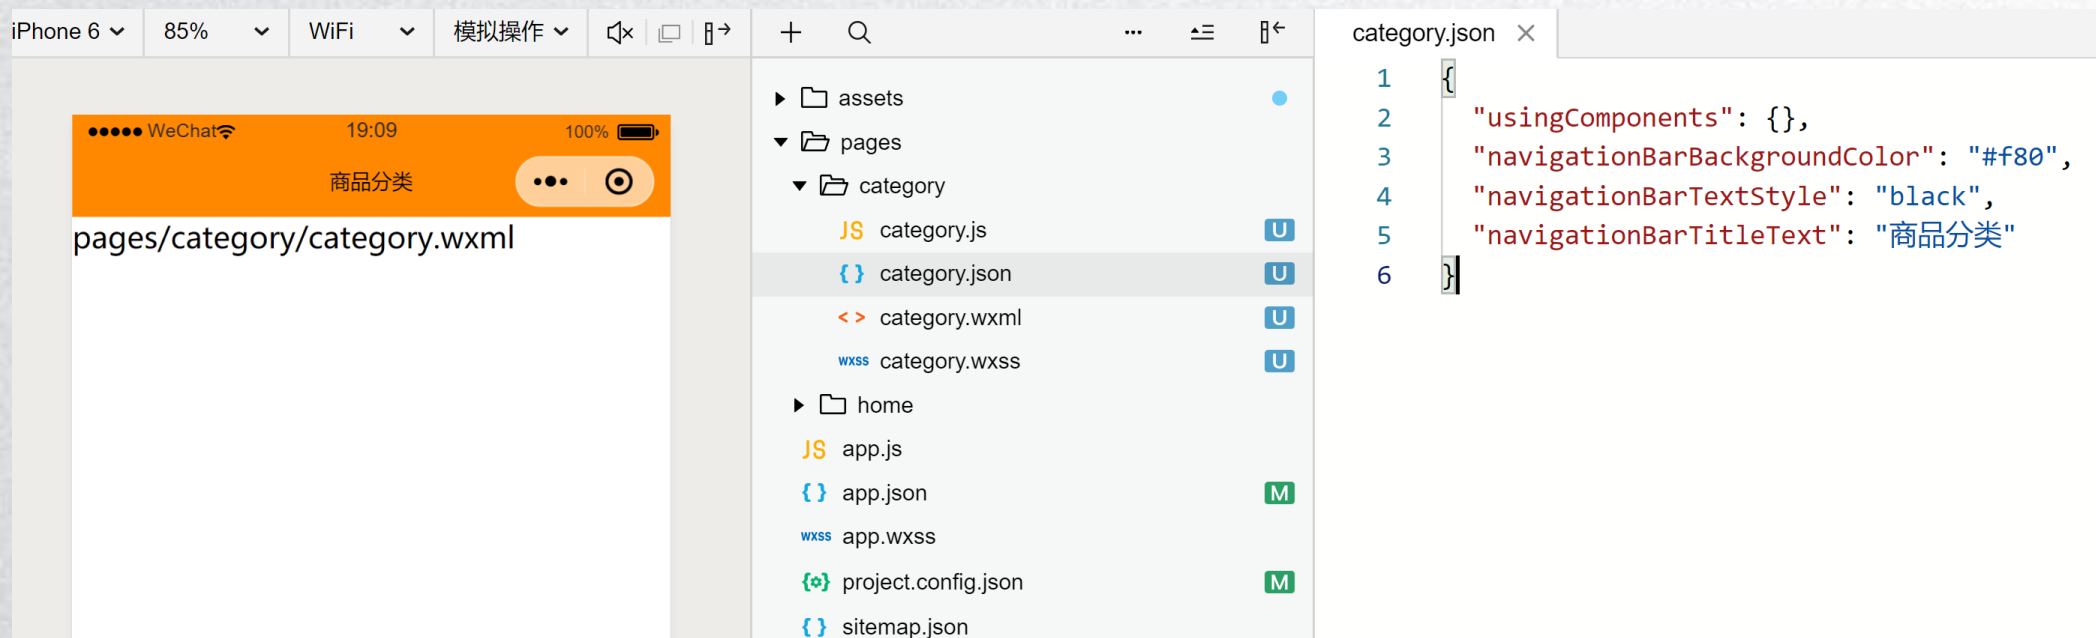 iPhone 6 85% WiFi 模拟操作
WeChat 19:09 100%
商品分类
pages/category/category.wxml
assets
pages
category
JS category.js U
{ } category.json U
< > category.wxml U
wxss category.wxss U
home
JS app.js
{ } app.json M
wxss app.wxss
project.config.json M
{ } sitemap.json
category.json
1 {
2 "usingComponents": {},
3 "navigationBarBackgroundColor": "#f80",
4 "navigationBarTextStyle": "black",
5 "navigationBarTitleText": "商品分类"
6 }